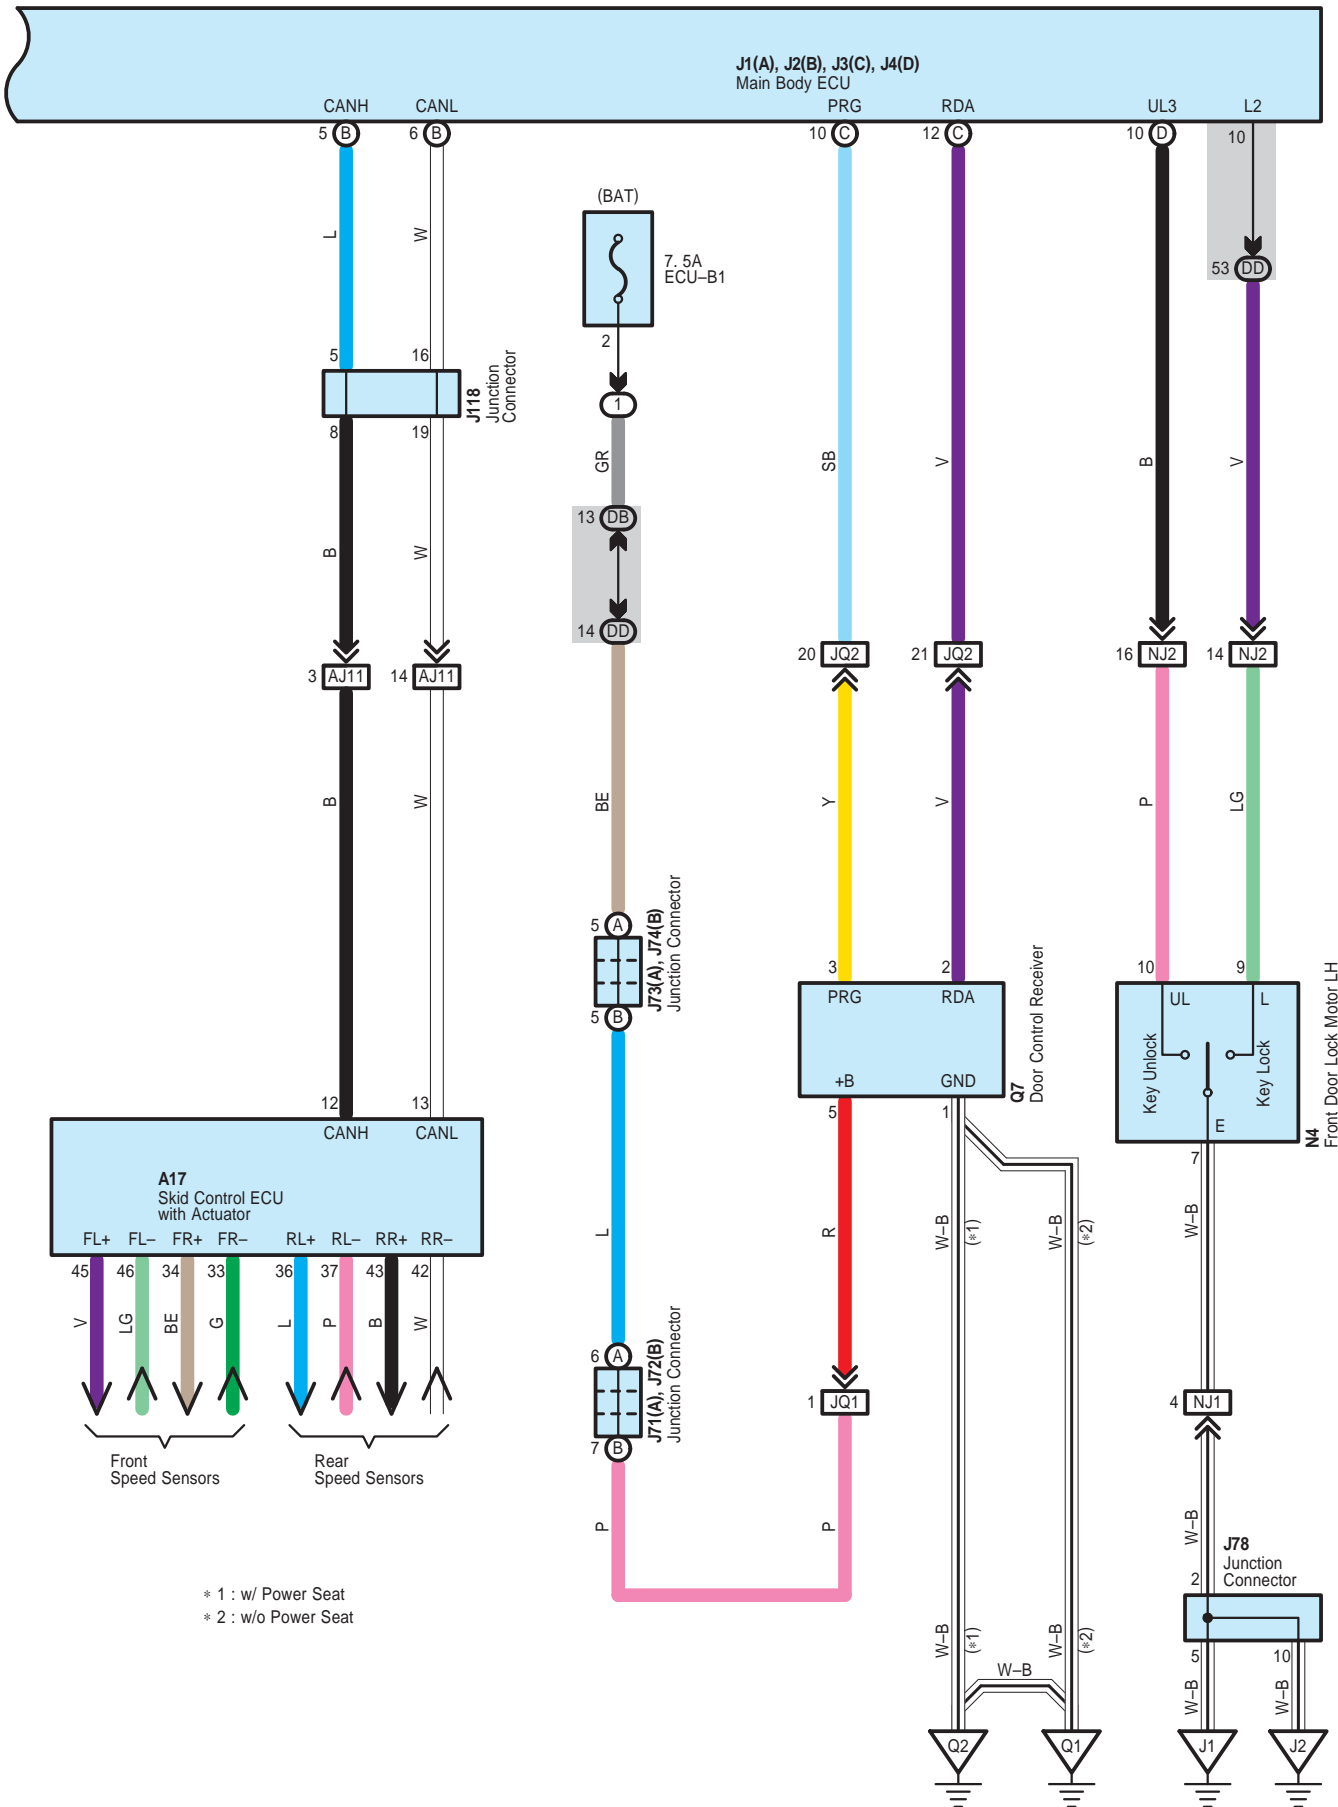 J1(A), J2(B), J3(C), J4(D)
Main Body ECU
CANH CANL PRG RDA UL3 L2
5 B 6 B 10 C 12 C 10 D 10
(BAT)
L W
7. 5A
ECU–B1
53 DD
2
5 16
J118
Junction
Connector
1
8 19
GR SB V B V
13 DB
B W
14 DD
20 JQ2 21 JQ2 16 NJ2 14 NJ2
3 AJ11 14 AJ11
B W BE Y V P LG
5 A
J73(A), J74(B)
Junction Connector
5 B
3 2 10 9
PRG RDA UL L
Q7
Door Control Receiver
Key Unlock
Key Lock
N4
Front Door Lock Motor LH
+B GND
E
5 1 7
12 13
CANH CANL
A17
Skid Control ECU
with Actuator
FL+ FL– FR+ FR– RL+ RL– RR+ RR–
45 46 34 33 36 37 43 42
V LG BE G L P B W
L R W–B (*1) W–B (*2) W–B
6 A
J71(A), J72(B)
Junction Connector
7 B
1 JQ1
4 NJ1
Front
Speed Sensors
Rear
Speed Sensors
P P W–B
J78
Junction
Connector
2
* 1 : w/ Power Seat
* 2 : w/o Power Seat
W–B (*1) W–B (*2)
W–B
5 10
W–B W–B
Q2 Q1 J1 J2